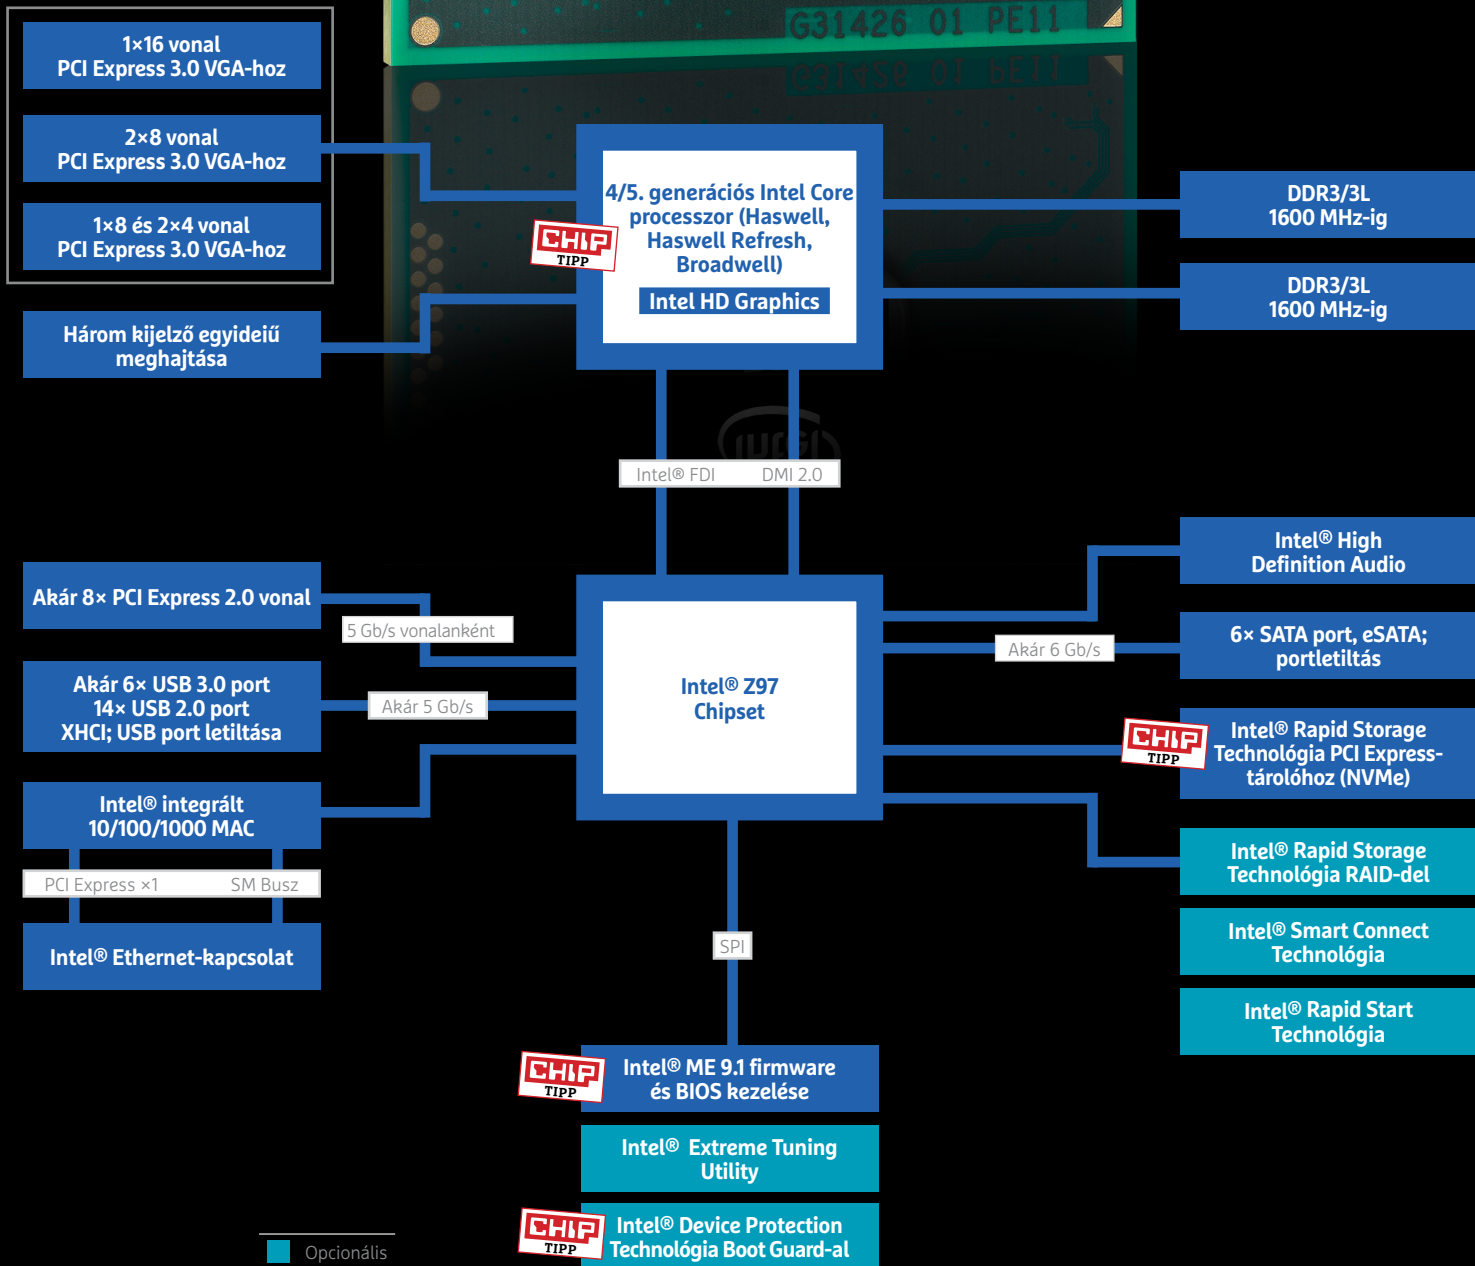 G31426 01 PE11
1×16 vonal
PCI Express 3.0 VGA-hoz
2×8 vonal
PCI Express 3.0 VGA-hoz
1×8 és 2×4 vonal
PCI Express 3.0 VGA-hoz
Három kijelző egyideiű
meghajtása
4/5. generációs Intel Core
processzor (Haswell,
Haswell Refresh,
Broadwell)
Intel HD Graphics
CHIP
TIPP
DDR3/3L
1600 MHz-ig
DDR3/3L
1600 MHz-ig
Intel® FDI
DMI 2.0
Akár 8× PCI Express 2.0 vonal
5 Gb/s vonalanként
Akár 6× USB 3.0 port
14× USB 2.0 port
XHCI; USB port letiltása
Akár 5 Gb/s
Intel® integrált
10/100/1000 MAC
PCI Express ×1
SM Busz
Intel® Ethernet-kapcsolat
Intel® Z97
Chipset
Intel® High
Definition Audio
Akár 6 Gb/s
6× SATA port, eSATA;
portletiltás
CHIP
TIPP
Intel® Rapid Storage
Technológia PCI Express-
tárolóhoz (NVMe)
Intel® Rapid Storage
Technológia RAID-del
Intel® Smart Connect
Technológia
Intel® Rapid Start
Technológia
SPI
CHIP
TIPP
Intel® ME 9.1 firmware
és BIOS kezelése
Intel® Extreme Tuning
Utility
CHIP
TIPP
Intel® Device Protection
Technológia Boot Guard-al
Opcionális